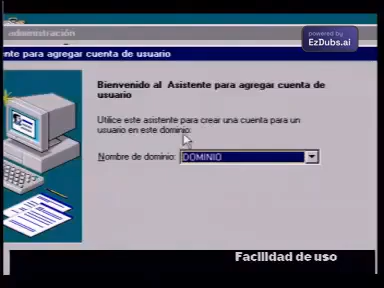 administración
powered by
EzDubs.ai
nte para agregar cuenta de usuario
Bienvenido al Asistente para agregar cuenta de
usuario
Utilice este asistente para crear una cuenta para un
usuario en este dominio:
Nombre de dominio:
DOMINIO
Facilidad de uso